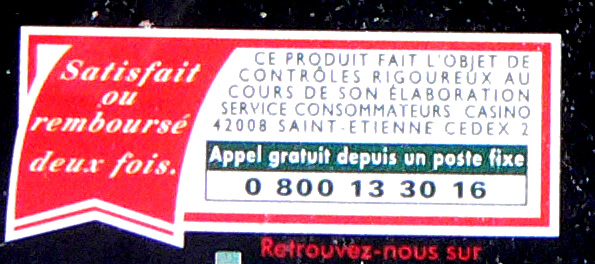 Satisfait
ou
remboursé
deux fois.
CE PRODUIT FAIT L'OBJET DE
CONTRÔLES RIGOUREUX AU
COURS DE SON ÉLABORATION
SERVICE CONSOMMATEURS CASINO
42008 SAINT-ETIENNE CEDEX 2
Appel gratuit depuis un poste fixe
0 800 13 30 16
Retrouvez-nous sur